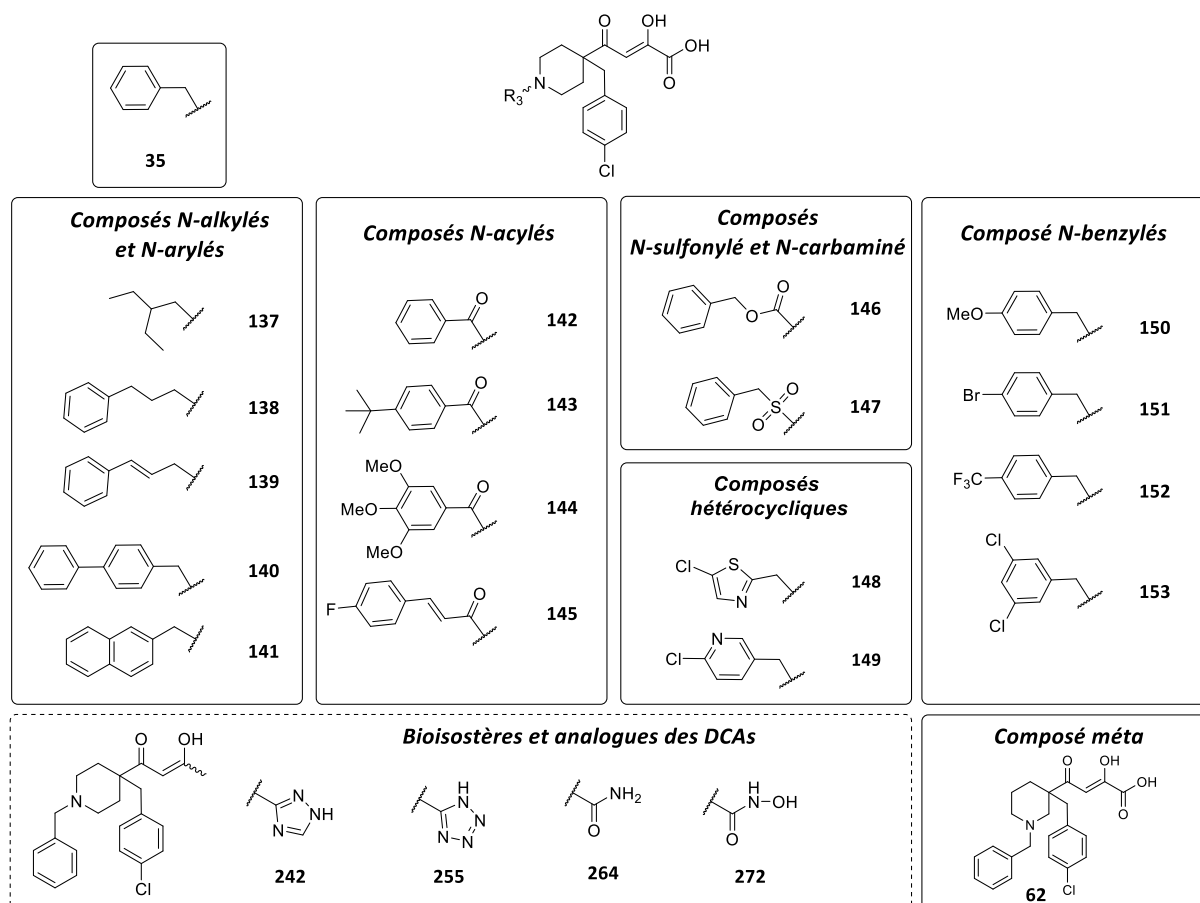 O
OH
OH
O
N
R3
Cl
35
Composés N-alkylés
et N-arylés
137
138
139
140
141
Composés N-acylés
O
142
O
143
MeO
O
MeO
144
MeO
F
O
145
Composés
N-sulfonylé et N-carbaminé
O
O
146
O
S
O
147
Composés
hétérocycliques
Cl
S
N
148
N
Cl
149
Composé N-benzylés
MeO
150
Br
151
F3C
152
Cl
Cl
153
Bioisostères et analogues des DCAs
O
OH
N
Cl
N
NH
N
242
H
N
N
N
N
255
NH2
O
264
H
N
OH
O
272
Composé méta
O
OH
OH
O
N
Cl
62